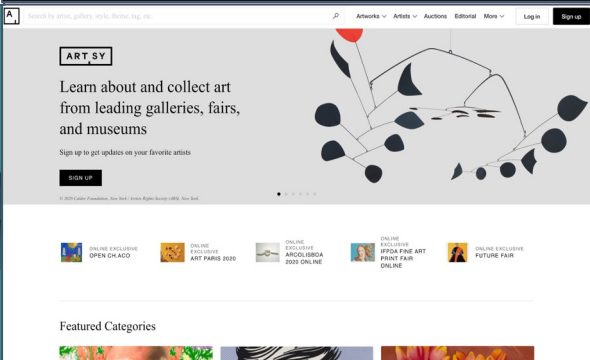 A
Search by artist, gallery, style, theme, tag, etc.
Artworks Artists Auctions Editorial More Log in Sign up
ARTSY
Learn about and collect art
from leading galleries, fairs,
and museums
Sign up to get updates on your favorite artists
SIGN UP
© 2020 Calder Foundation, New York / Artists Rights Society (ARS), New York
ONLINE EXCLUSIVE
OPEN CH.ACO
ONLINE
EXCLUSIVE
ART PARIS 2020
ONLINE
EXCLUSIVE
ARCOLISBOA
2020 ONLINE
ONLINE
EXCLUSIVE
IFPDA FINE ART
PRINT FAIR
ONLINE
ONLINE EXCLUSIVE
FUTURE FAIR
Featured Categories